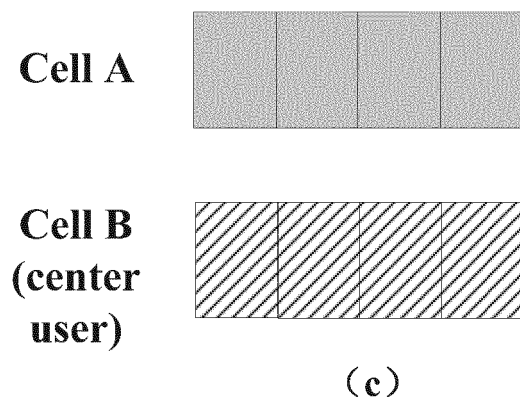 Cell A
Cell B
(center
user)
（c）